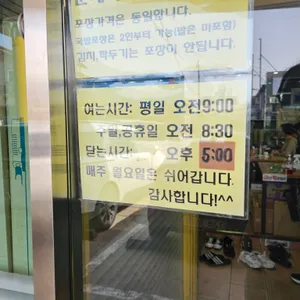 포장가격은 동일합니다.
국밥포장은 2인부터 가능(밥은 미포함)
김치,깍두기는 포장이 안됩니다.
여는시간: 평일 오전9:00
주말,공휴일 오전 8:30
닫는시간: 오후 5:00
매주 월요일은 쉬어갑니다.
감사합니다!^^